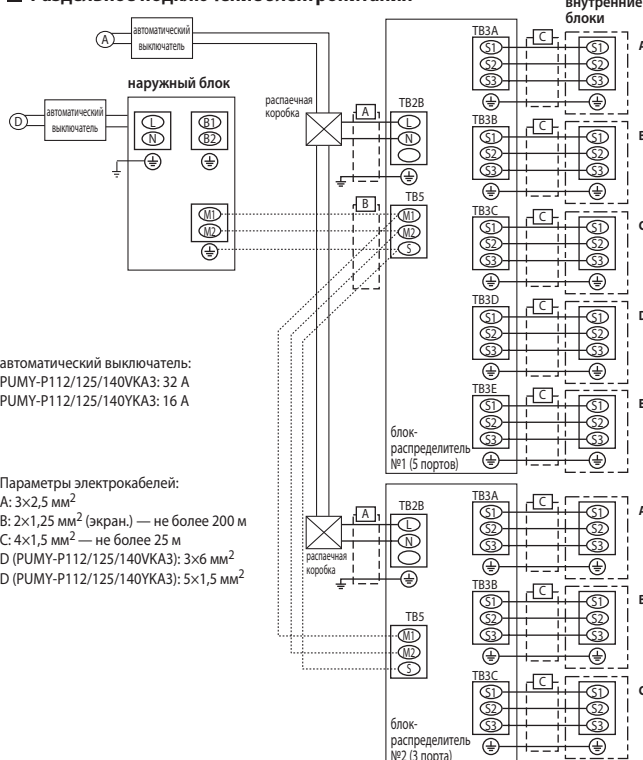 ■ Раздельное подключение электропитания
внутренние
блоки
A
автоматический
выключатель
D
автоматический
выключатель
наружный блок
L
N
B1
B2
M1
M2
распаечная
коробка
A
TB2B
L
N
B
TB5
M1
M2
S
TB3A
S1
S2
S3
C
S1
S2
S3
A
TB3B
S1
S2
S3
C
S1
S2
S3
B
TB3C
S1
S2
S3
C
S1
S2
S3
C
TB3D
S1
S2
S3
C
S1
S2
S3
D
TB3E
S1
S2
S3
C
S1
S2
S3
E
блок-
распределитель
№1 (5 портов)
автоматический выключатель:
PUMY-P112/125/140VKA3: 32 А
PUMY-P112/125/140YKA3: 16 А
Параметры электрокабелей:
A: 3×2,5 мм2
B: 2×1,25 мм2 (экран.) — не более 200 м
C: 4×1,5 мм2 — не более 25 м
D (PUMY-P112/125/140VKA3): 3×6 мм2
D (PUMY-P112/125/140YKA3): 5×1,5 мм2
распаечная
коробка
A
TB2B
L
N
TB5
M1
M2
S
TB3A
S1
S2
S3
C
S1
S2
S3
A
TB3B
S1
S2
S3
C
S1
S2
S3
B
TB3C
S1
S2
S3
C
S1
S2
S3
C
блок-
распределитель
№2 (3 порта)